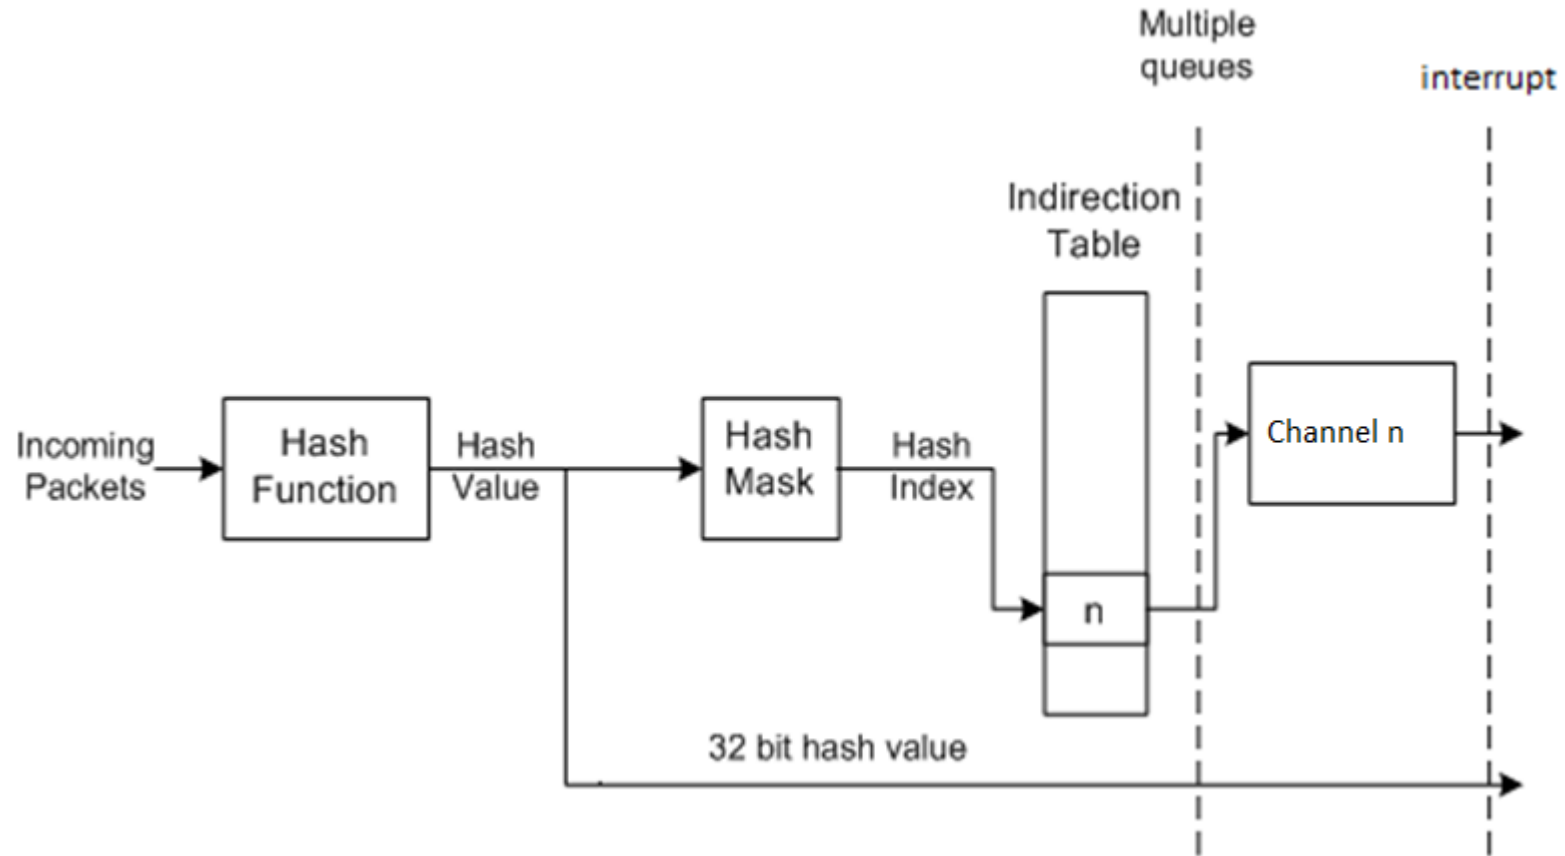 Multiple
queues
interrupt
Indirection
Table
Incoming
Packets
Hash
Function
Hash
Value
Hash
Mask
Hash
Index
n
Channel n
32 bit hash value